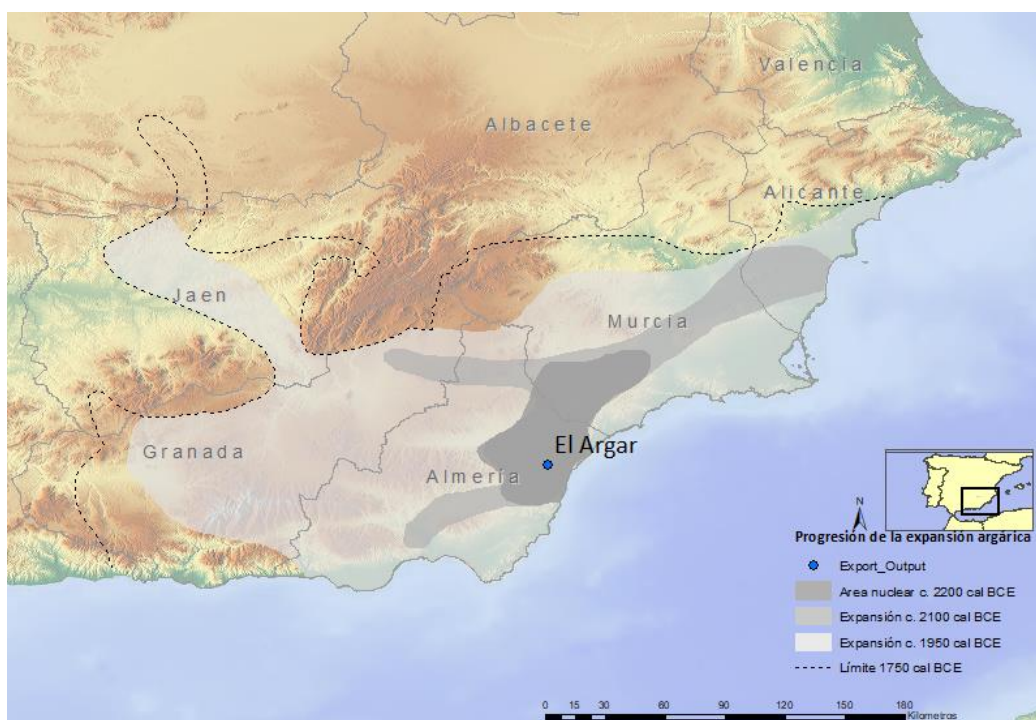 Valencia
Albacete
Alicante
Jaen
Murcia
Granada
El Argar
Almería
N
Progresión de la expansión argárica
Export_Output
Area nuclear c. 2200 cal BCE
Expansión c. 2100 cal BCE
Expansión c. 1950 cal BCE
Límite 1750 cal BCE
0 15 30 60 90 120 150 180
Kilometros